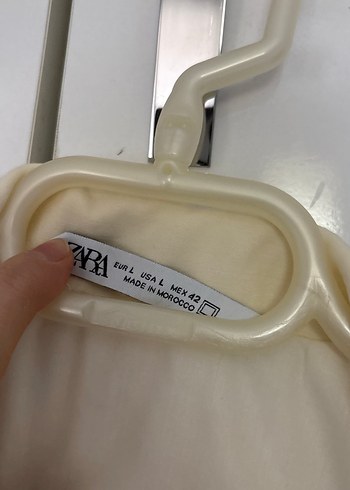 ZARA
EUR L USA L MEX 42
MADE IN MOROCCO